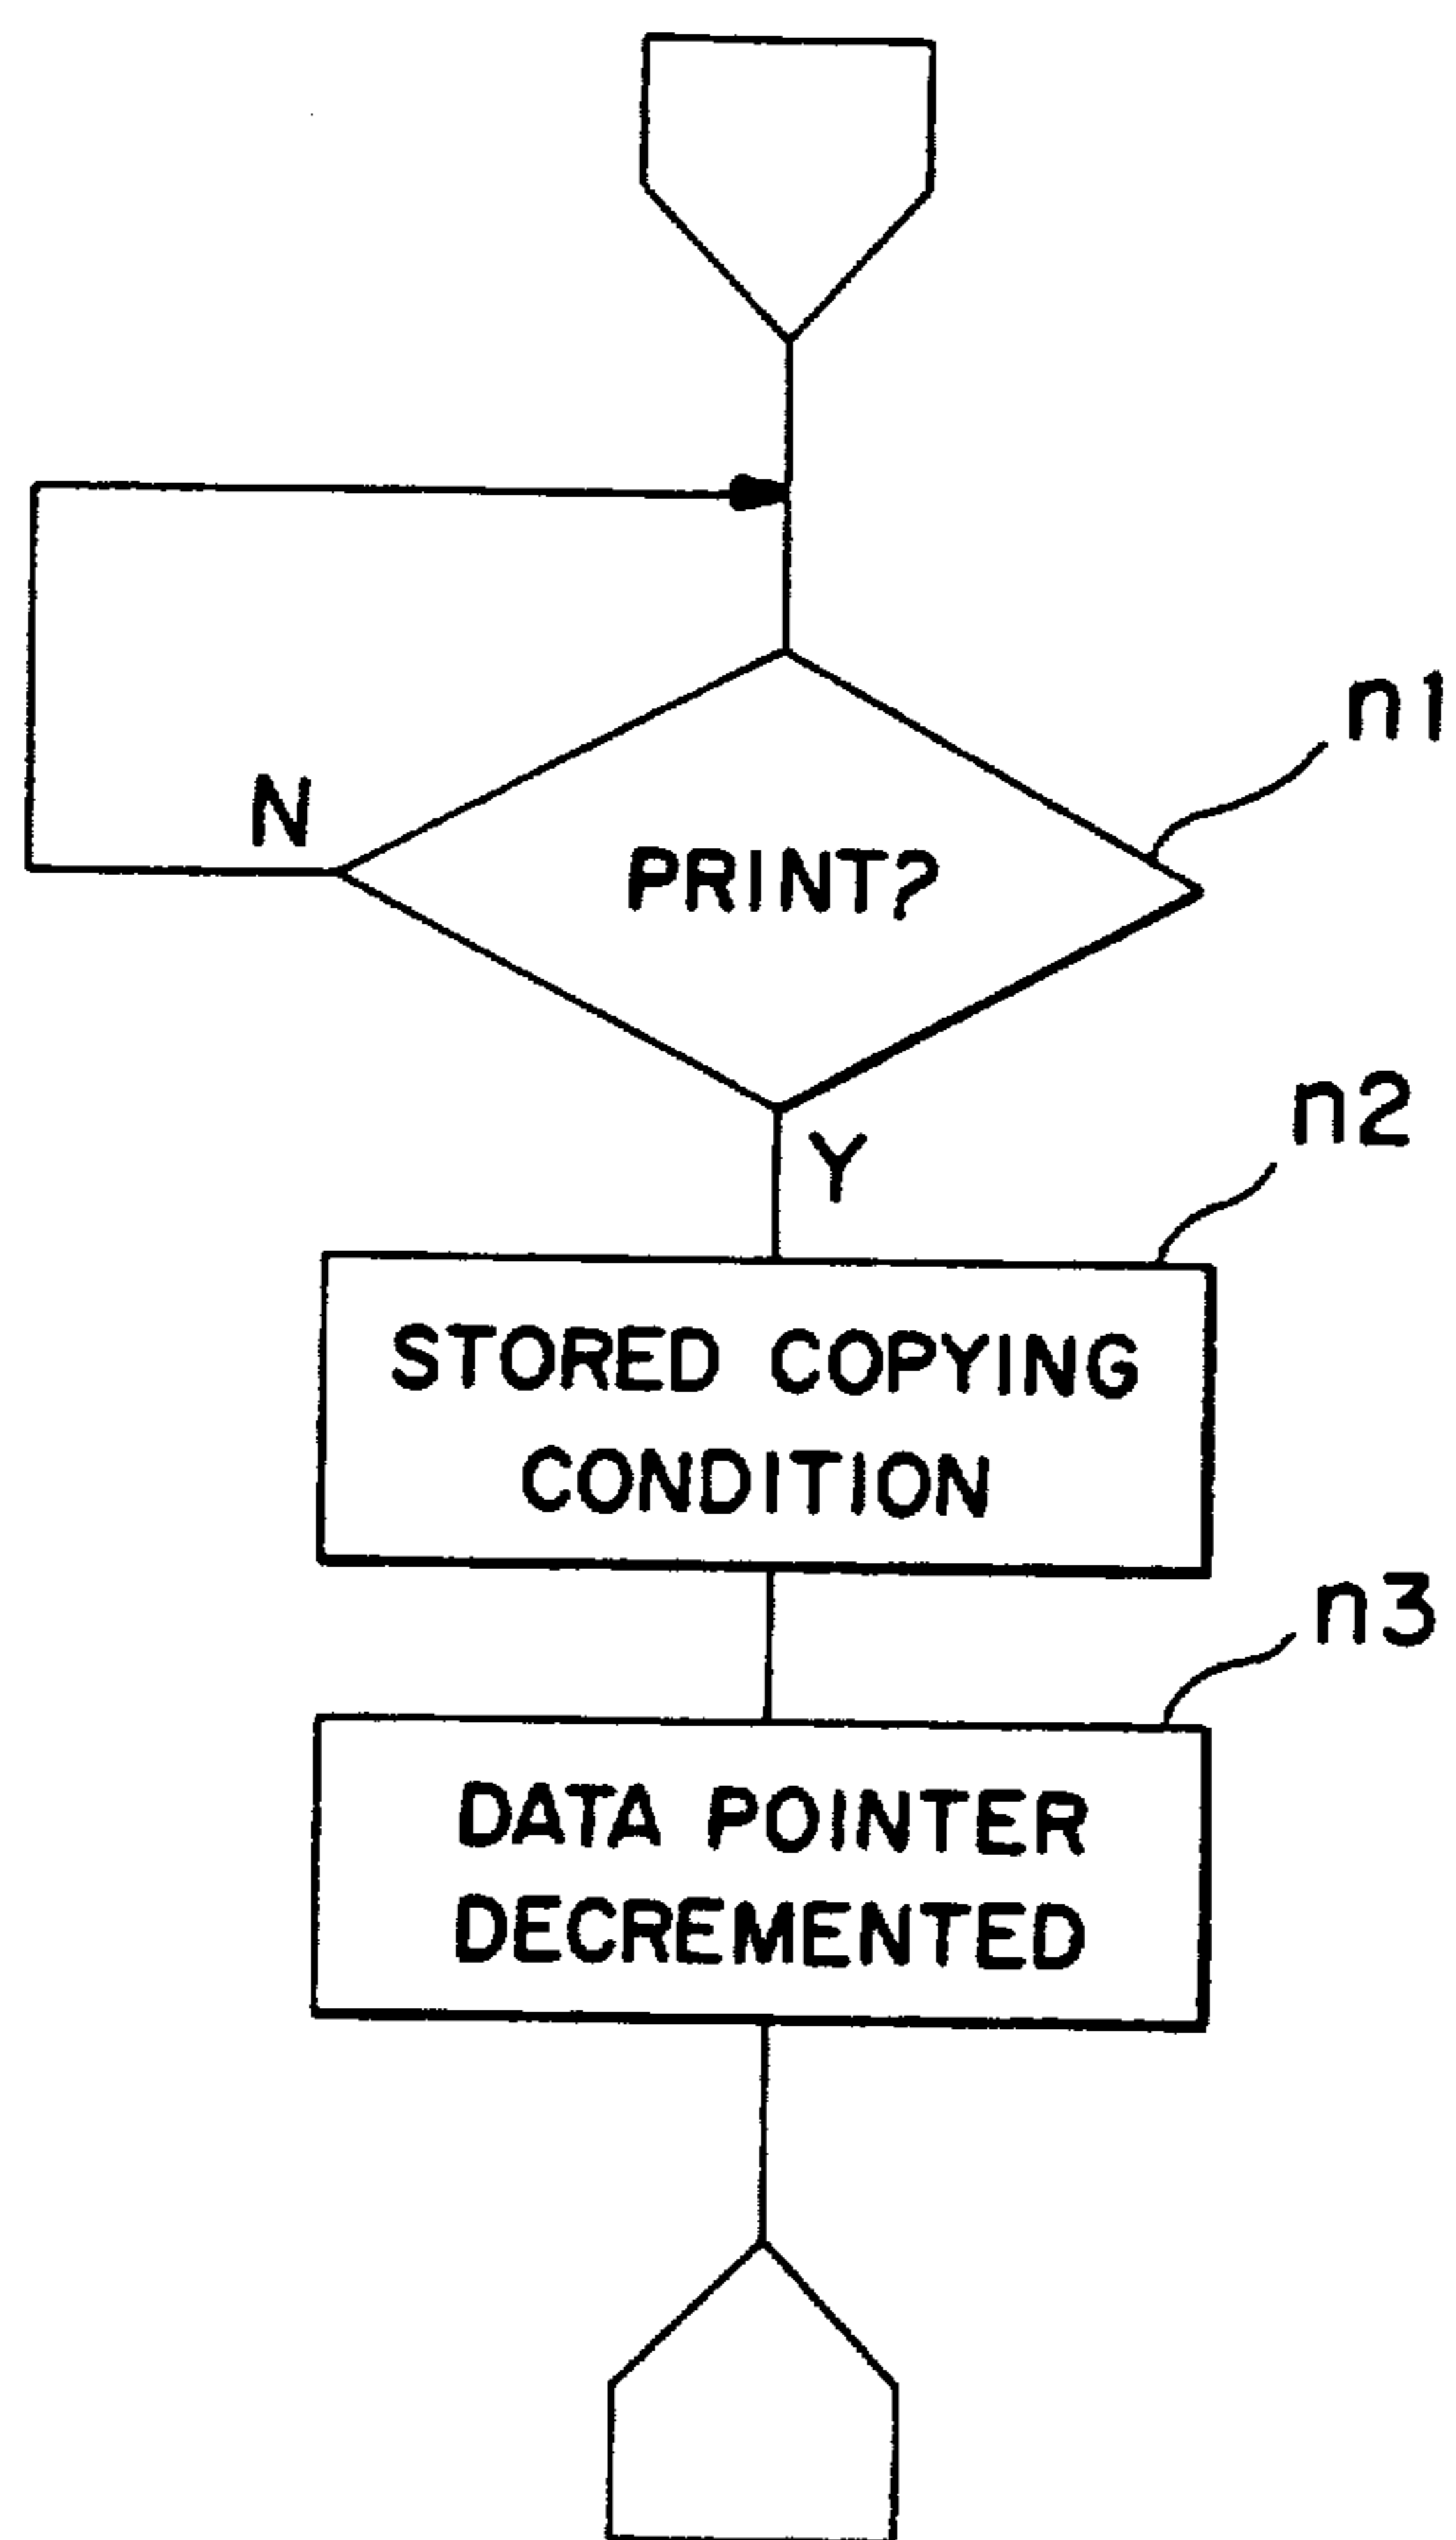 n1
N
PRINT?
n2
Y
STORED COPYING
CONDITION
n3
DATA POINTER
DECREMENTED